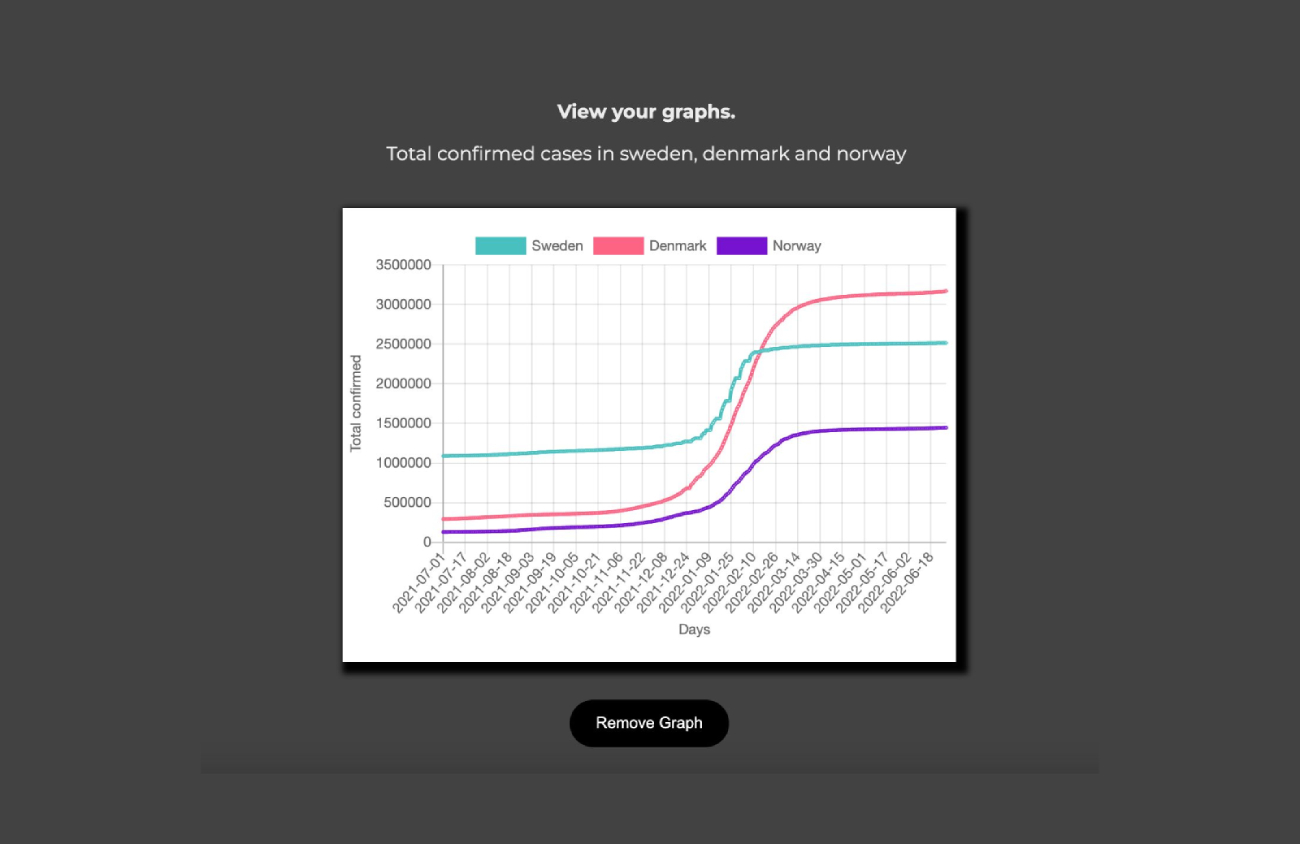 View your graphs.
Total confirmed cases in sweden, denmark and norway
Sweden Denmark Norway
3500000
3000000
2500000
2000000
1500000
1000000
500000
0
Total confirmed
2021-07-01 2021-07-17 2021-08-02 2021-08-18 2021-09-03 2021-09-19 2021-10-05 2021-10-21 2021-11-06 2021-11-22 2021-12-08 2021-12-24 2022-01-09 2022-01-25 2022-02-10 2022-02-26 2022-03-14 2022-03-30 2022-04-15 2022-05-01 2022-05-17 2022-06-02 2022-06-18
Days
Remove Graph